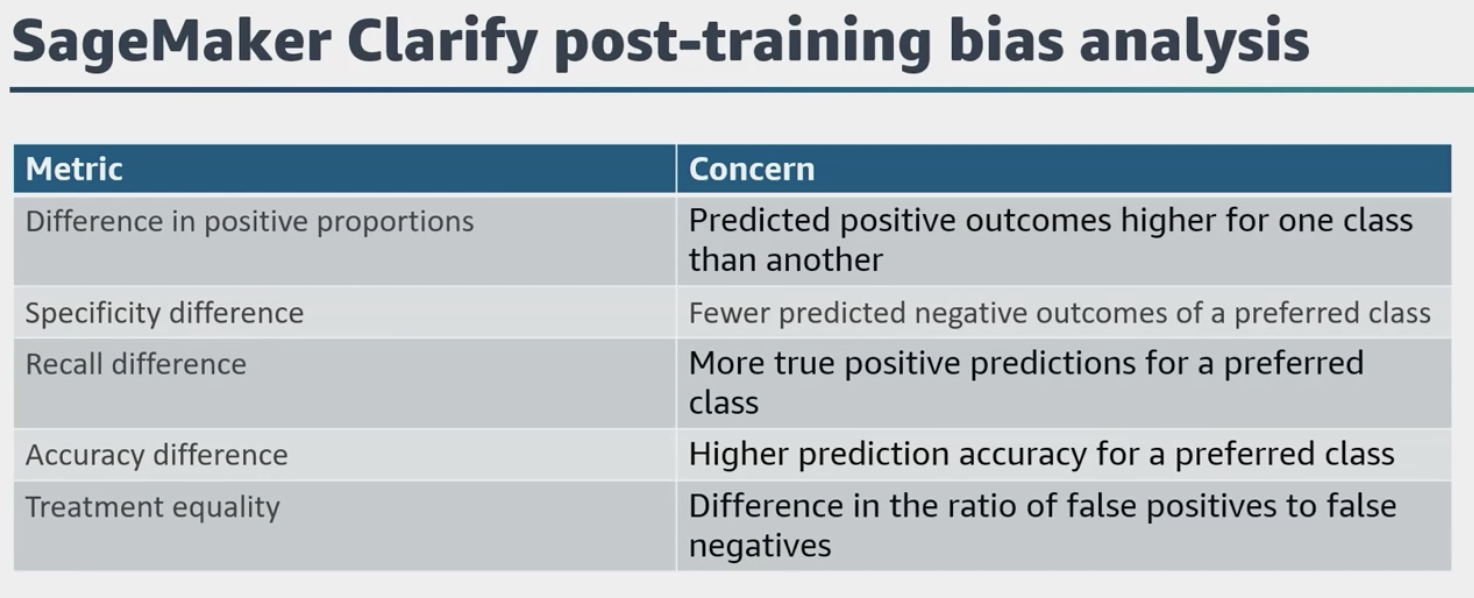 SageMaker Clarify post-training bias analysis
Metric
Concern
Difference in positive proportions
Predicted positive outcomes higher for one class
than another
Specificity difference
Fewer predicted negative outcomes of a preferred class
Recall difference
More true positive predictions for a preferred
class
Accuracy difference
Higher prediction accuracy for a preferred class
Treatment equality
Difference in the ratio of false positives to false
negatives